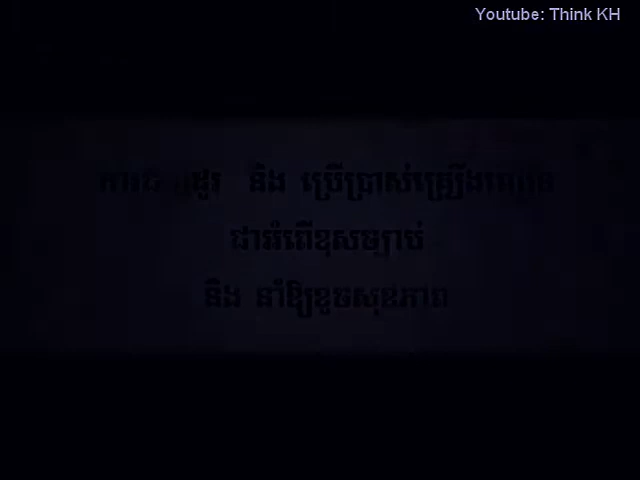 Youtube: Think KH
និង ប្រើប្រាស់គ្រឿងញៀន
ជាអំពើខុសច្បាប់
និង នាំឱ្យខូចសុខភាព